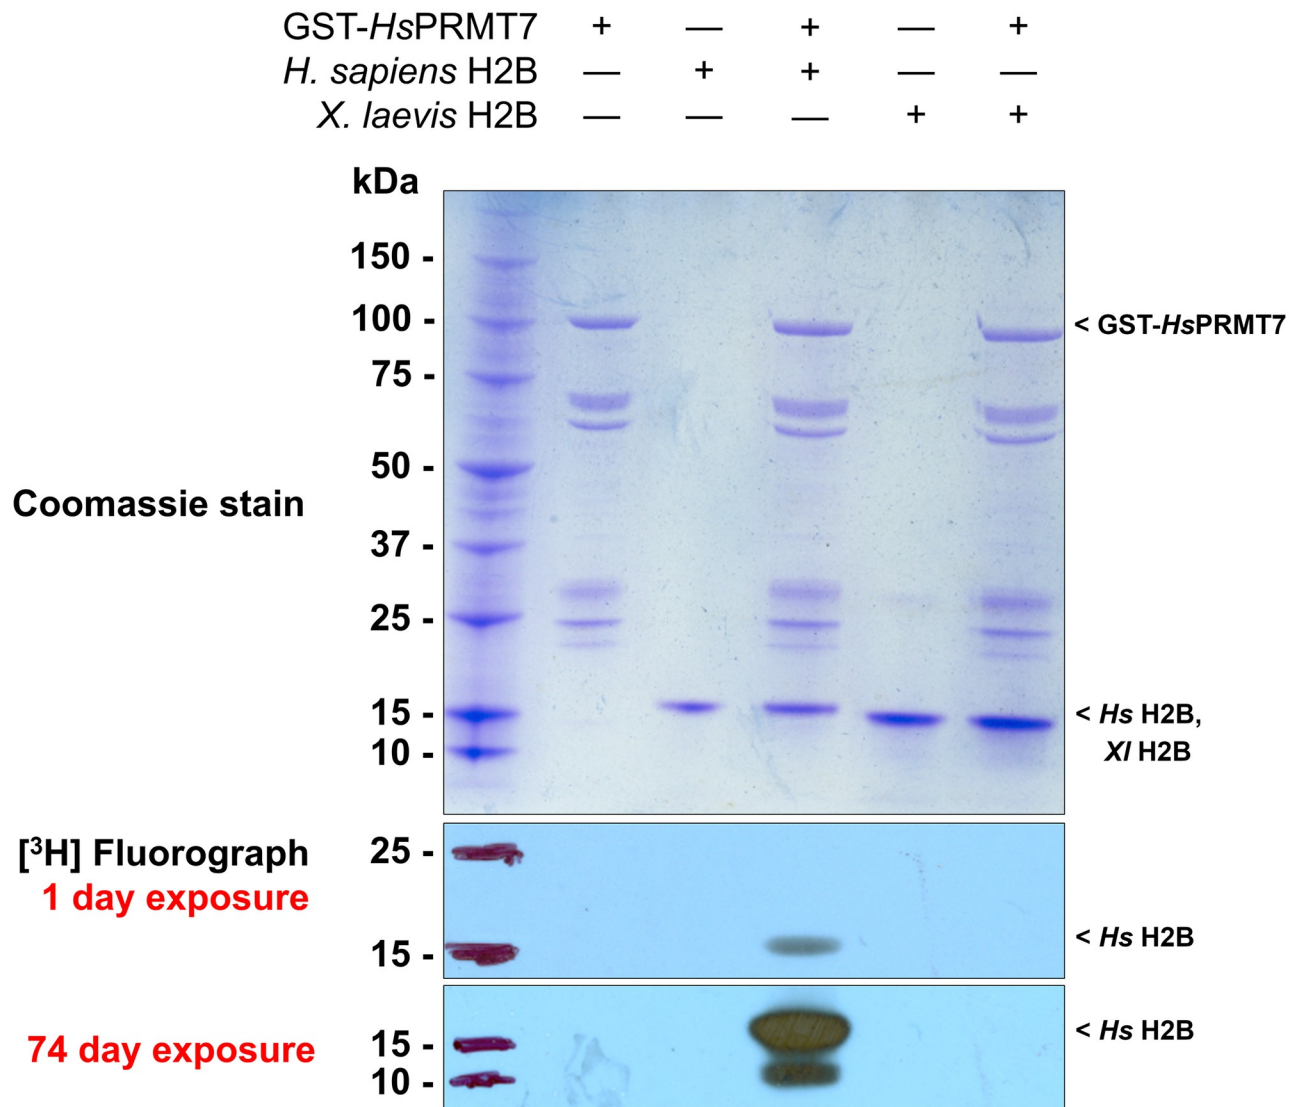 GST-HsPRMT7 + — + — +
H. sapiens H2B — + + — —
X. laevis H2B — — — + +
kDa
150 -
100 -
< GST-HsPRMT7
75 -
50 -
Coomassie stain
37 -
25 -
15 -
< Hs H2B,
10 -
Xl H2B
[³H] Fluorograph
25 -
1 day exposure
< Hs H2B
15 -
< Hs H2B
74 day exposure
15 -
10 -